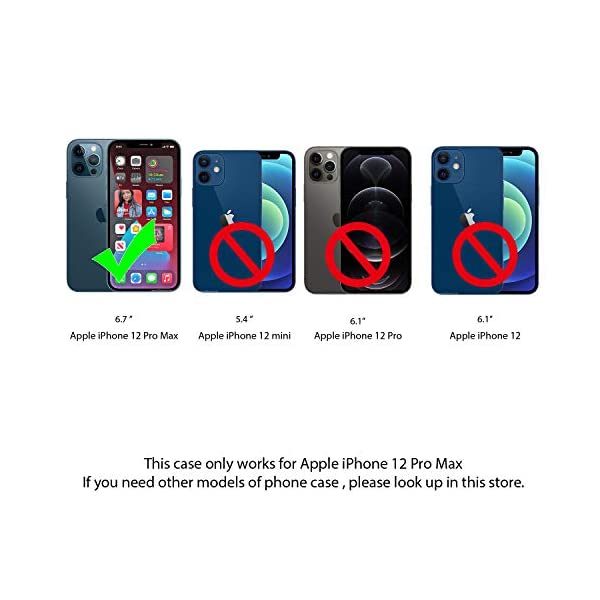 6.7 "
5.4 "
6.1"
6.1"
Apple iPhone 12 Pro Max
Apple iPhone 12 mini
Apple iPhone 12 Pro
Apple iPhone 12
This case only works for Apple iPhone 12 Pro Max
If you need other models of phone case , please look up in this store.